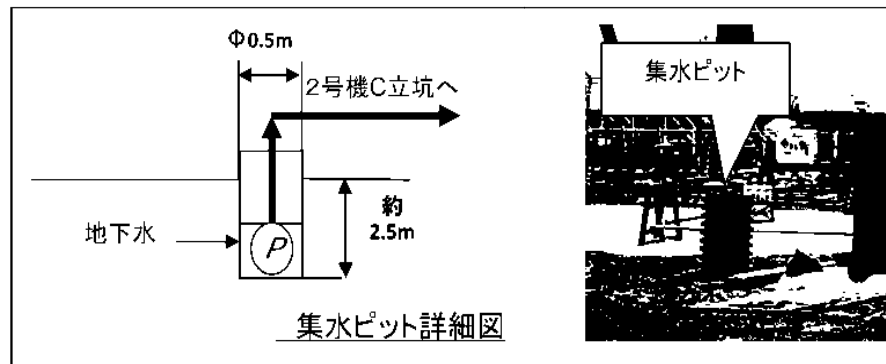 Φ0.5m
2号機C立坑へ
約
2.5m
地下水
P
集水ピット詳細図
集水ピット